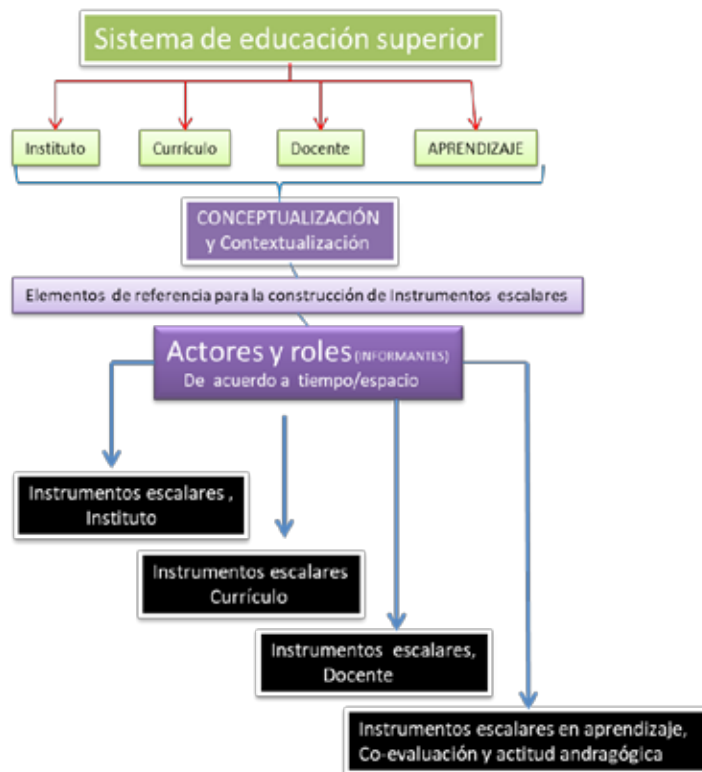 Sistema de educación superior
Instituto
Currículo
Docente
APRENDIZAJE
CONCEPTUALIZACIÓN
y Contextualización
Elementos de referencia para la construcción de Instrumentos escalares
Actores y roles (INFORMANTES)
De acuerdo a tiempo/espacio
Instrumentos escalares ,
Instituto
Instrumentos escalares
Currículo
Instrumentos escalares,
Docente
Instrumentos escalares en aprendizaje,
Co-evaluación y actitud andragógica